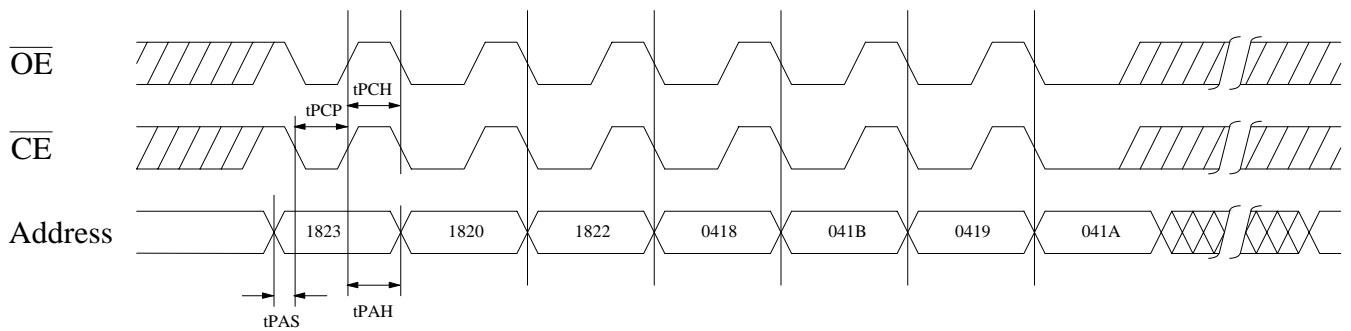 OE
tPCH
tPCP
CE
Address 1823 1820 1822 0418 041B 0419 041A
tPAS tPAH